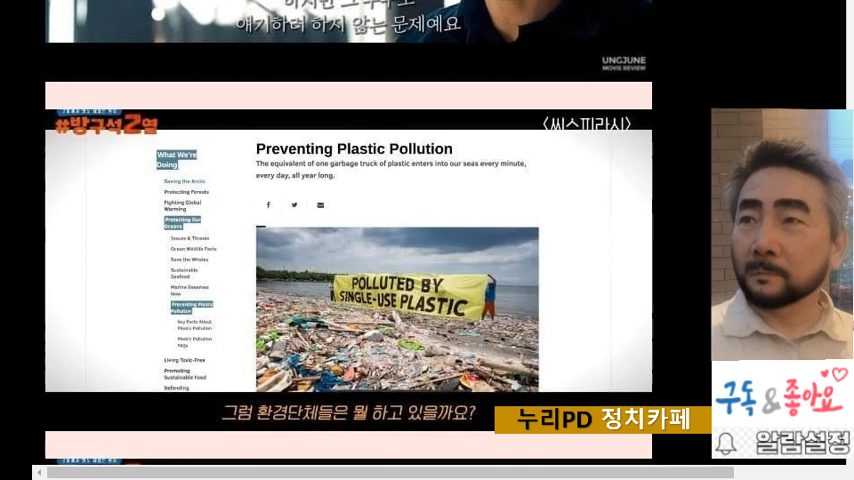 얘기하려 하지 않는 문제예요
UNGJUNE
MOVIE REVIEW
#방구석2열
〈씨스피라시〉
What We're
Doing
Saving the Arctic
Protecting Forests
Fighting Global
Warming
Protecting Our
Oceans
Issues & Threats
Ocean Wildlife Facts
Save the Whales
Sustainable
Seafood
Marine Reserves
Now
Preventing Plastic
Pollution
Key Facts About
Plastic Pollution
Plastic Pollution
FAQs
Living Toxic-Free
Promoting
Sustainable Food
Defending
Preventing Plastic Pollution
The equivalent of one garbage truck of plastic enters into our seas every minute,
every day, all year long.
POLLUTED BY
SINGLE-USE PLASTIC
그럼 환경단체들은 뭘 하고 있을까요?
누리PD 정치카페
구독&좋아요
알람설정